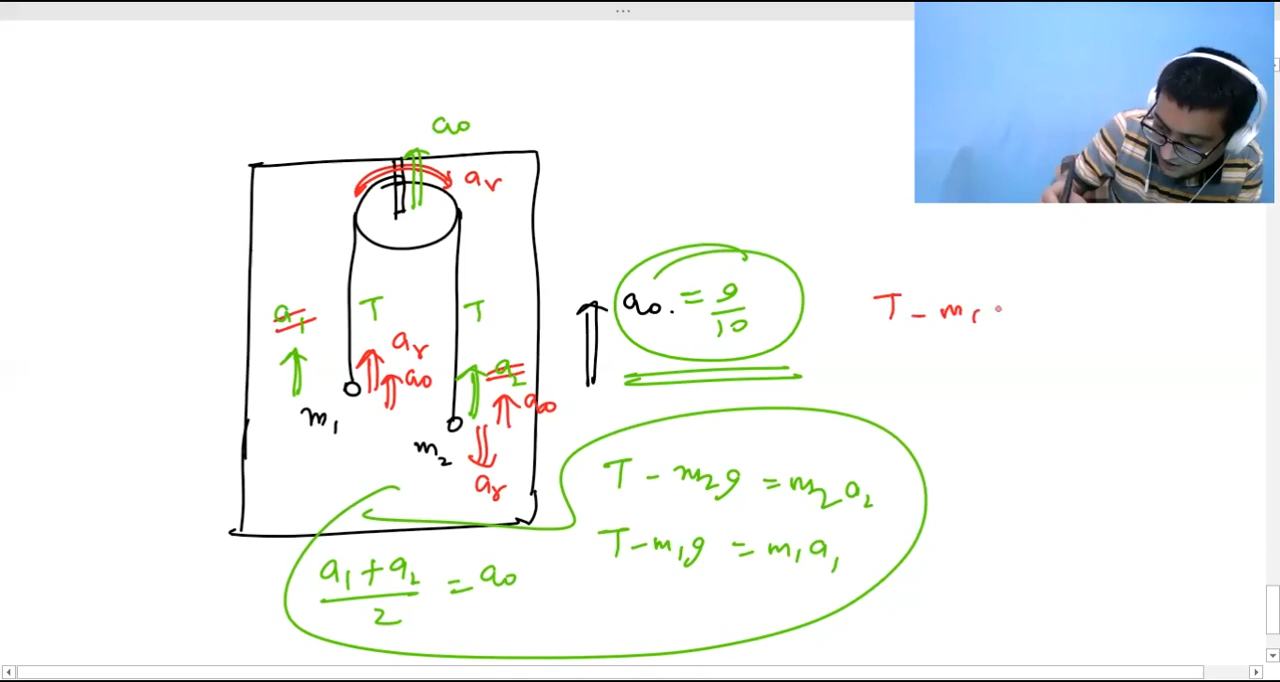 a₀
aᵣ
a₁
T
T
aᵣ
a₀
a₂
a₀
m₁
m₂
aᵣ
a₀. = g/10
T - m₁
T - m₂g = m₂a₂
T - m₁g = m₁a₁
(a₁ + a₂)/2 = a₀